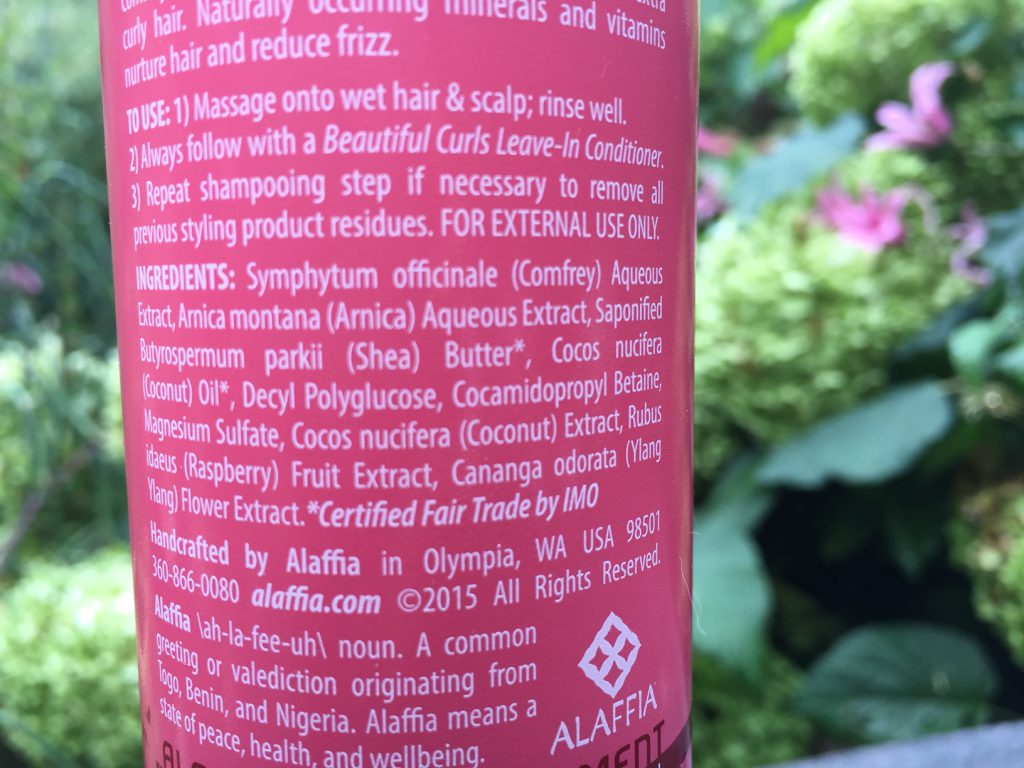 curly hair. Naturally occurring minerals and vitamins
nurture hair and reduce frizz.
TO USE: 1) Massage onto wet hair & scalp; rinse well.
2) Always follow with a Beautiful Curls Leave-In Conditioner.
3) Repeat shampooing step if necessary to remove all
previous styling product residues. FOR EXTERNAL USE ONLY.
INGREDIENTS: Symphytum officinale (Comfrey) Aqueous
Extract, Arnica montana (Arnica) Aqueous Extract, Saponified
Butyrospermum parkii (Shea) Butter*, Cocos nucifera
(Coconut) Oil*, Decyl Polyglucose, Cocamidopropyl Betaine,
Magnesium Sulfate, Cocos nucifera (Coconut) Extract, Rubus
idaeus (Raspberry) Fruit Extract, Cananga odorata (Ylang
Ylang) Flower Extract. *Certified Fair Trade by IMO
Handcrafted by Alaffia in Olympia, WA USA 98501
360-866-0080 alaffia.com ©2015 All Rights Reserved.
Alaffia \ah-la-fee-uh\ noun. A common
greeting or valediction originating from
Togo, Benin, and Nigeria. Alaffia means a
state of peace, health, and wellbeing.
ALAFFIA